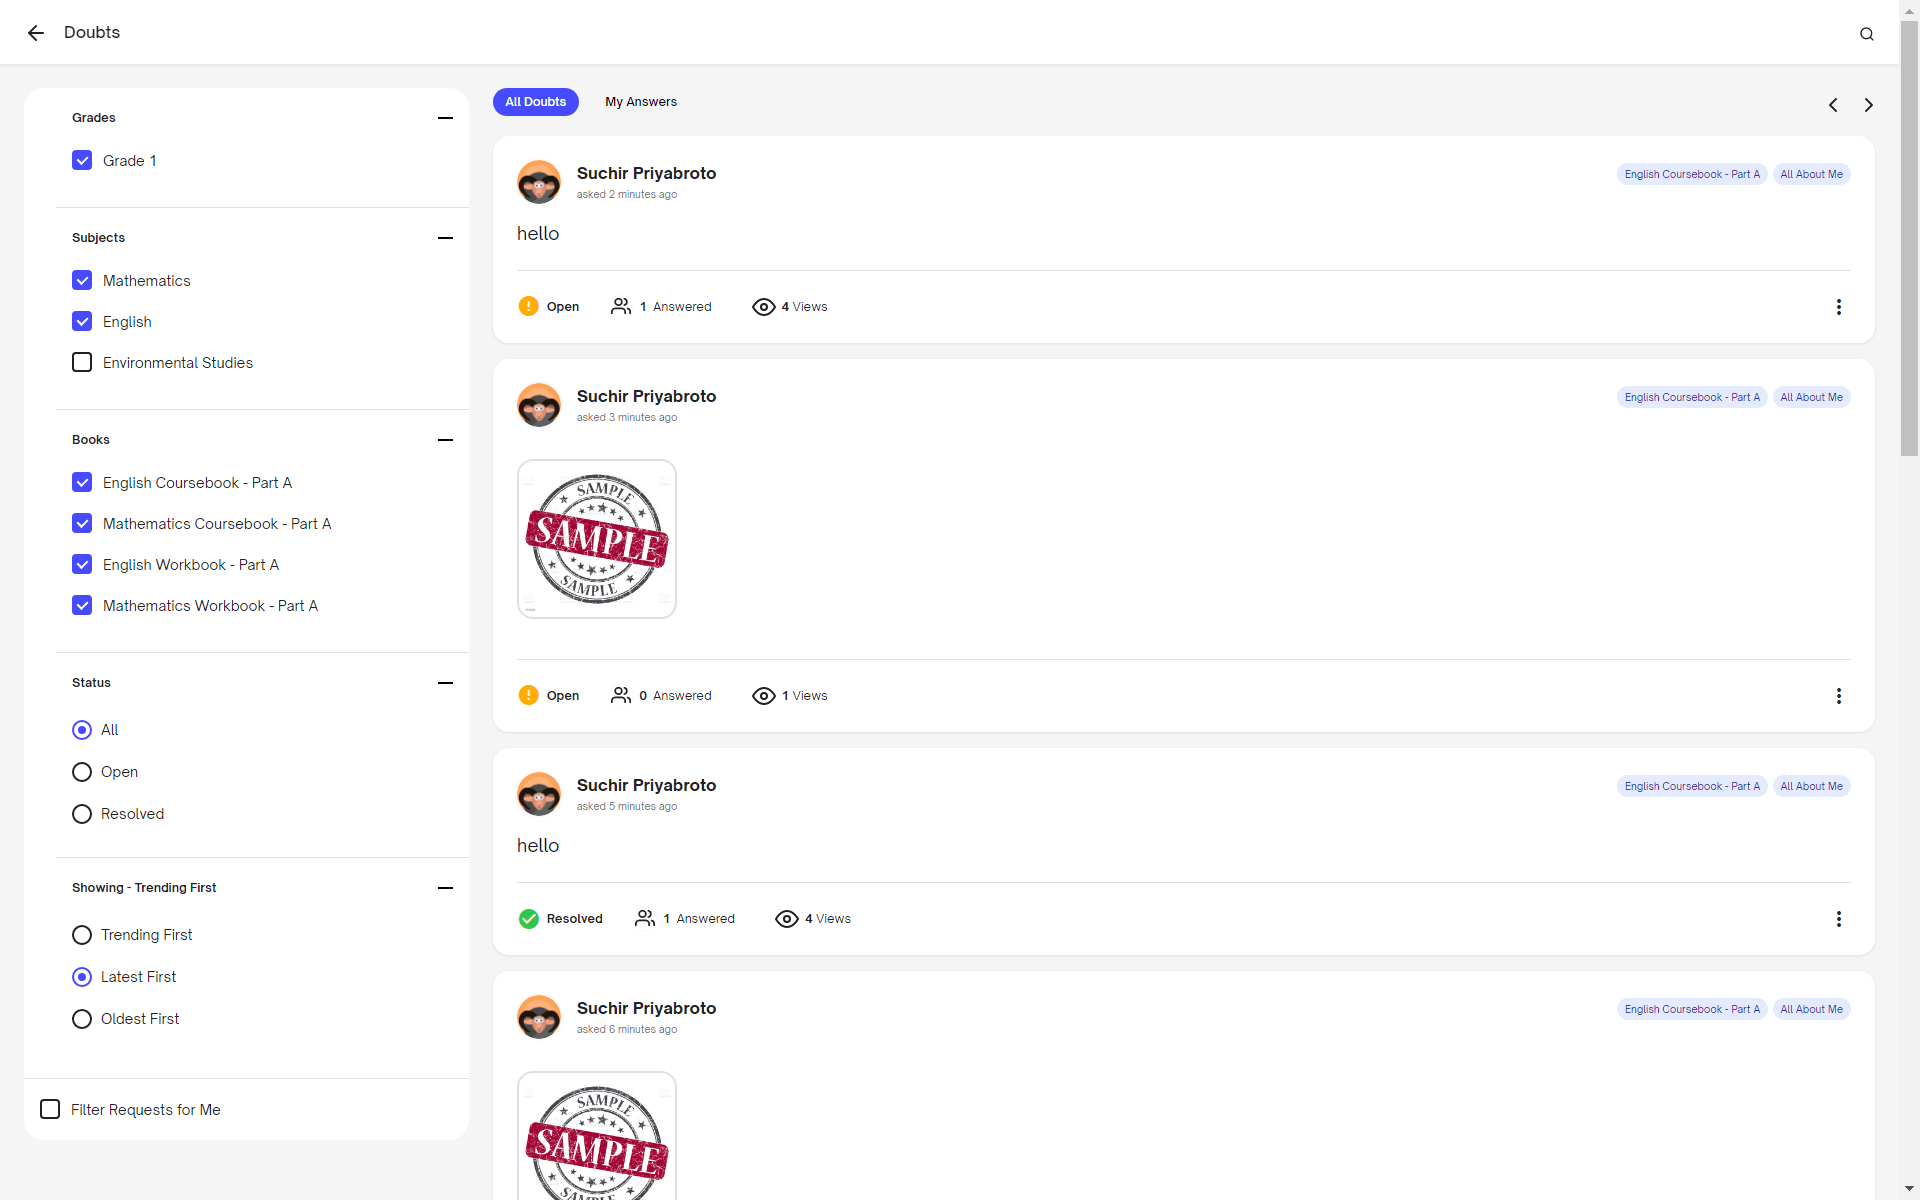 Doubts
Grades
Grade 1
Subjects
Mathematics
English
Environmental Studies
Books
English Coursebook - Part A
Mathematics Coursebook - Part A
English Workbook - Part A
Mathematics Workbook - Part A
Status
All
Open
Resolved
Showing - Trending First
Trending First
Latest First
Oldest First
Filter Requests for Me
All Doubts My Answers
Suchir Priyabroto English Coursebook - Part A All About Me
asked 2 minutes ago
hello
Open 1 Answered 4 Views
Suchir Priyabroto English Coursebook - Part A All About Me
asked 3 minutes ago
SAMPLE
SAMPLE
SAMPLE
Open 0 Answered 1 Views
Suchir Priyabroto English Coursebook - Part A All About Me
asked 5 minutes ago
hello
Resolved 1 Answered 4 Views
Suchir Priyabroto English Coursebook - Part A All About Me
asked 6 minutes ago
SAMPLE
SAMPLE
SAMPLE